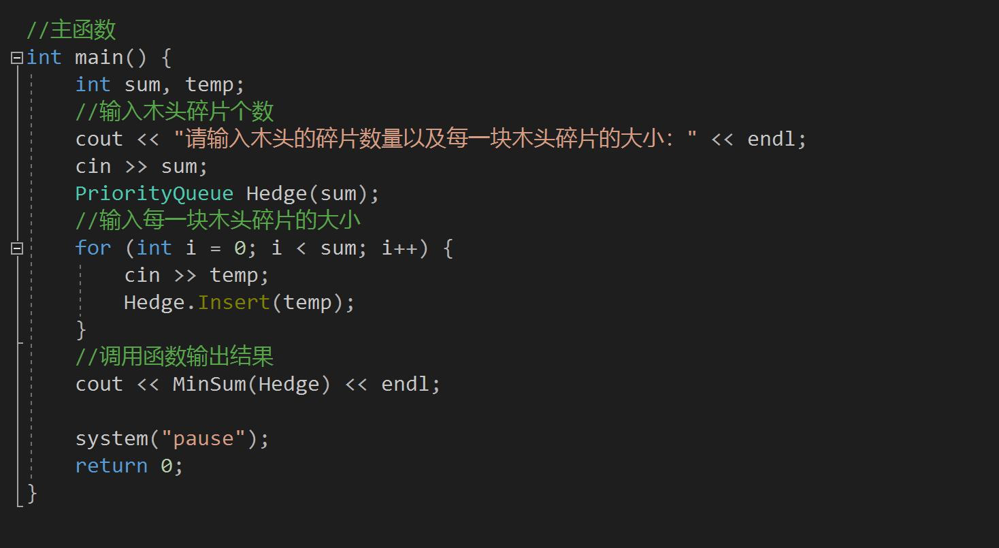 //主函数
int main() {
    int sum, temp;
    //输入木头碎片个数
    cout << "请输入木头的碎片数量以及每一块木头碎片的大小：" << endl;
    cin >> sum;
    PriorityQueue Hedge(sum);
    //输入每一块木头碎片的大小
    for (int i = 0; i < sum; i++) {
        cin >> temp;
        Hedge.Insert(temp);
    }
    //调用函数输出结果
    cout << MinSum(Hedge) << endl;

    system("pause");
    return 0;
}